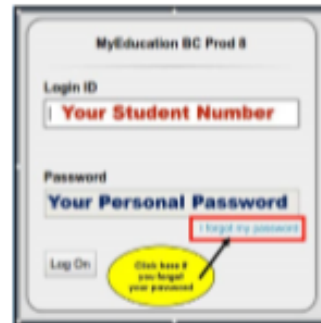 MyEducation BC Prod 8
Login ID
Your Student Number
Password
Your Personal Password
I forgot my password
Log On
Click here if
you forgot
your password